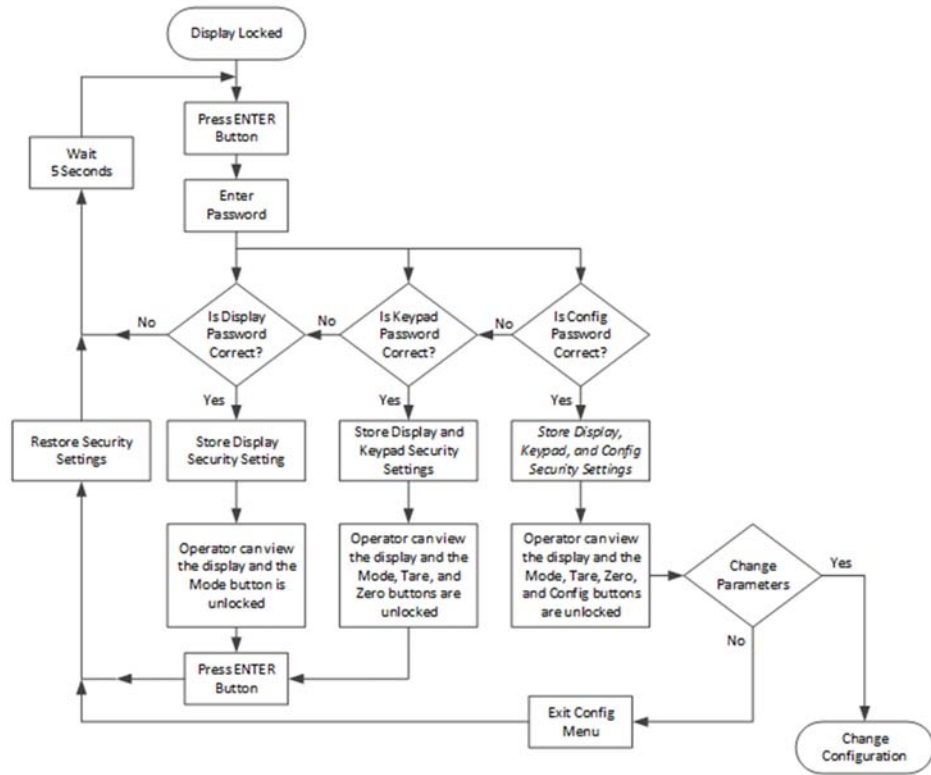 Display Locked
Press ENTER
Button
Wait
5 Seconds
Enter
Password
Is Display
Password
Correct?
No
Is Keypad
Password
Correct?
No
Is Config
Password
Correct?
No
Yes
Yes
Yes
Restore Security
Settings
Store Display
Security Setting
Store Display and
Keypad Security
Settings
Store Display,
Keypad, and Config
Security Settings
Operator can view
the display and the
Mode button is
unlocked
Operator can view
the display and the
Mode, Tare, and
Zero buttons are
unlocked
Operator can view
the display and the
Mode, Tare, Zero,
and Config buttons
are unlocked
Change
Parameters
Yes
No
Press ENTER
Button
Exit Config
Menu
Change
Configuration